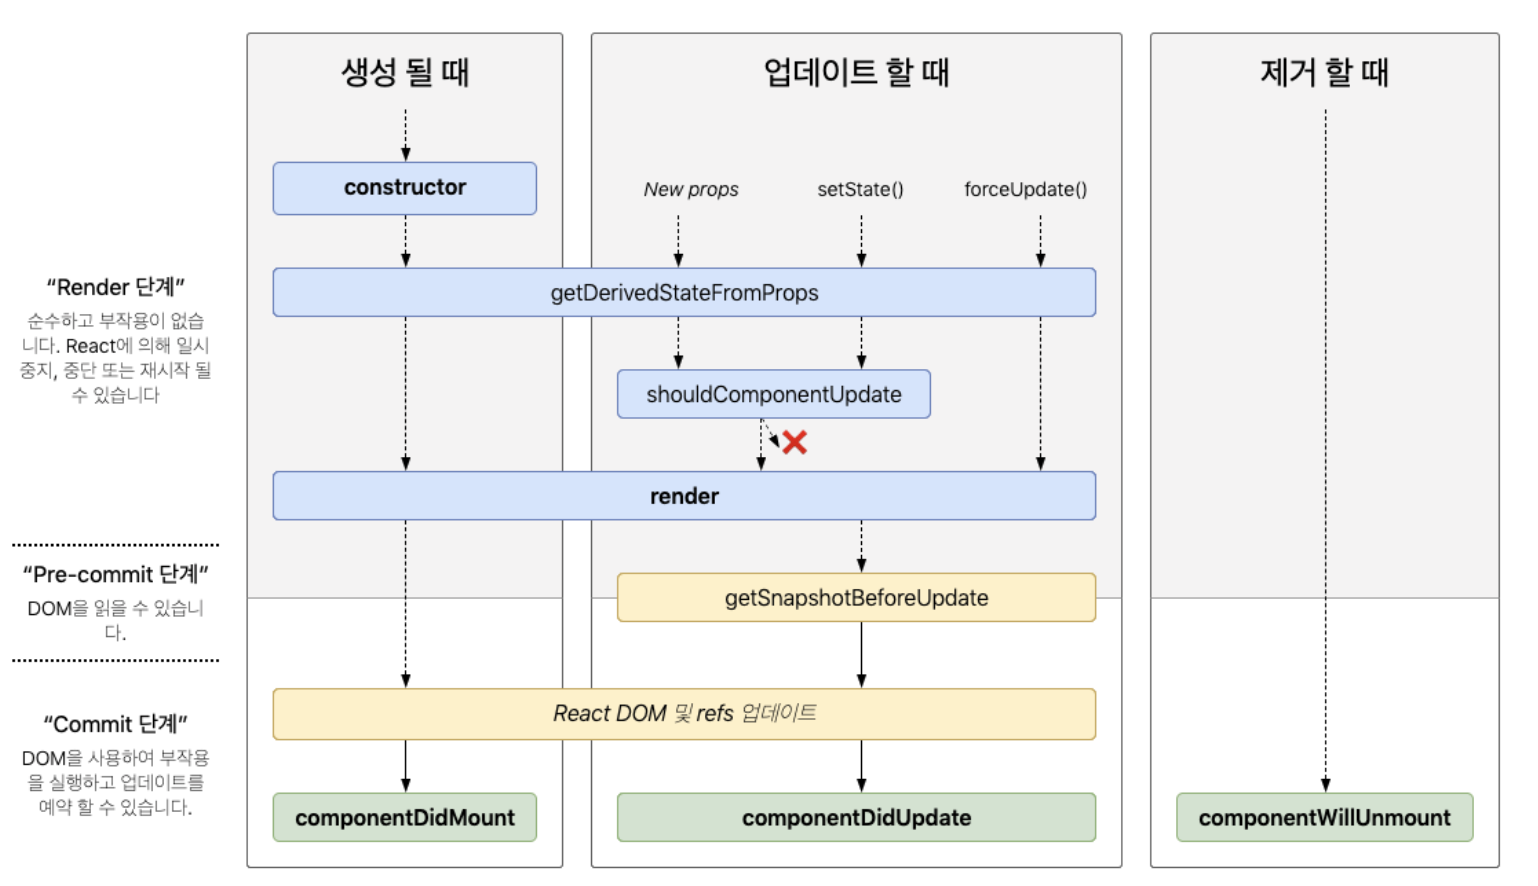 생성 될 때
업데이트 할 때
제거 할 때
constructor
New props
setState()
forceUpdate()
“Render 단계”
순수하고 부작용이 없습
니다. React에 의해 일시
중지, 중단 또는 재시작 될
수 있습니다
getDerivedStateFromProps
shouldComponentUpdate
render
“Pre-commit 단계”
DOM을 읽을 수 있습니
다.
getSnapshotBeforeUpdate
“Commit 단계”
DOM을 사용하여 부작용
을 실행하고 업데이트를
예약 할 수 있습니다.
React DOM 및 refs 업데이트
componentDidMount
componentDidUpdate
componentWillUnmount